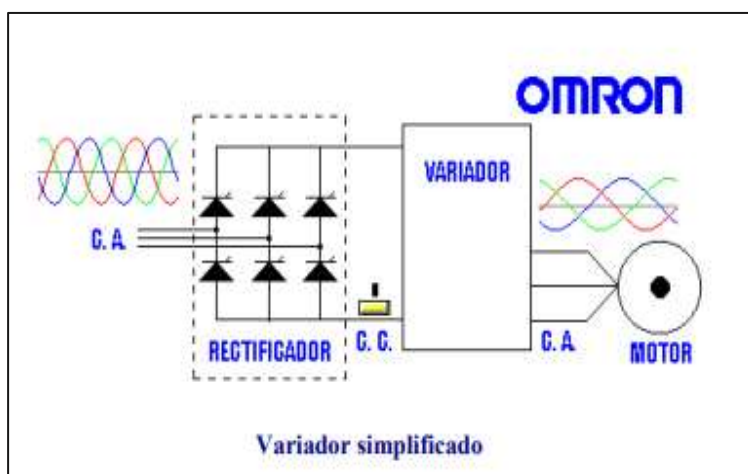 OMRON
VARIADOR
C. A.
RECTIFICADOR
C. C.
C. A.
MOTOR
Variador simplificado